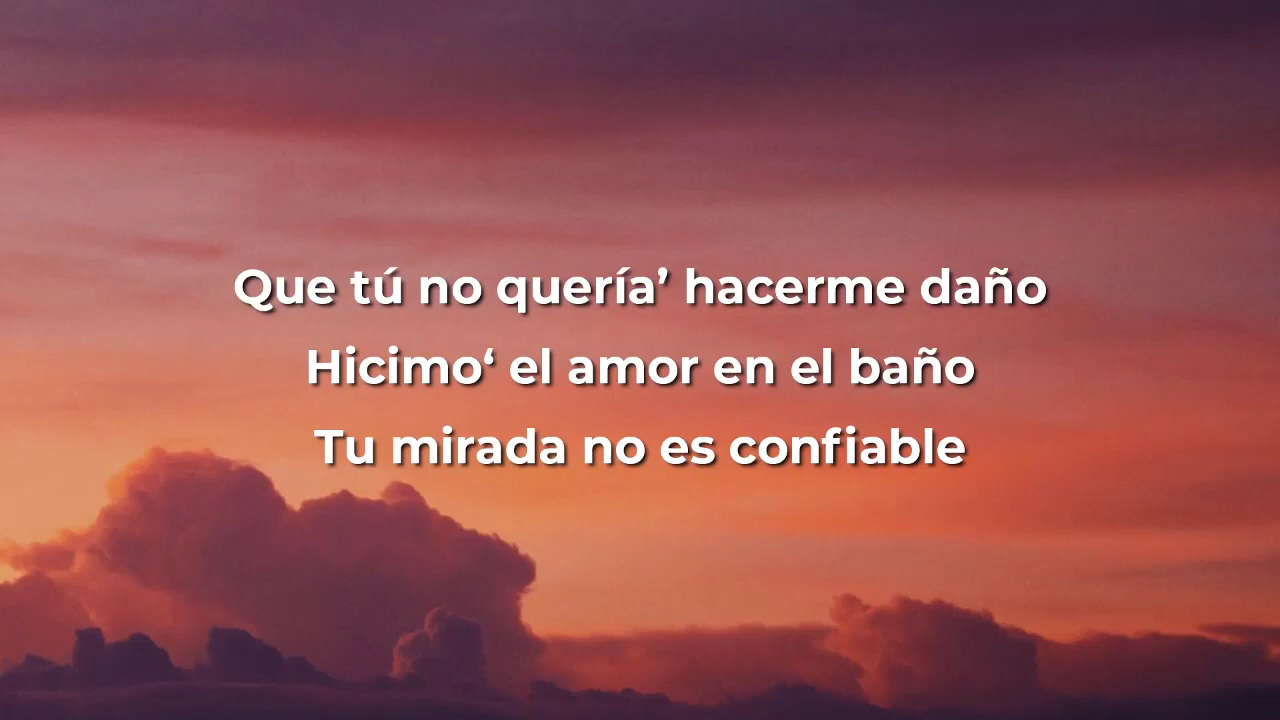 Que tú no quería’ hacerme daño
Hicimo‘ el amor en el baño
Tu mirada no es confiable